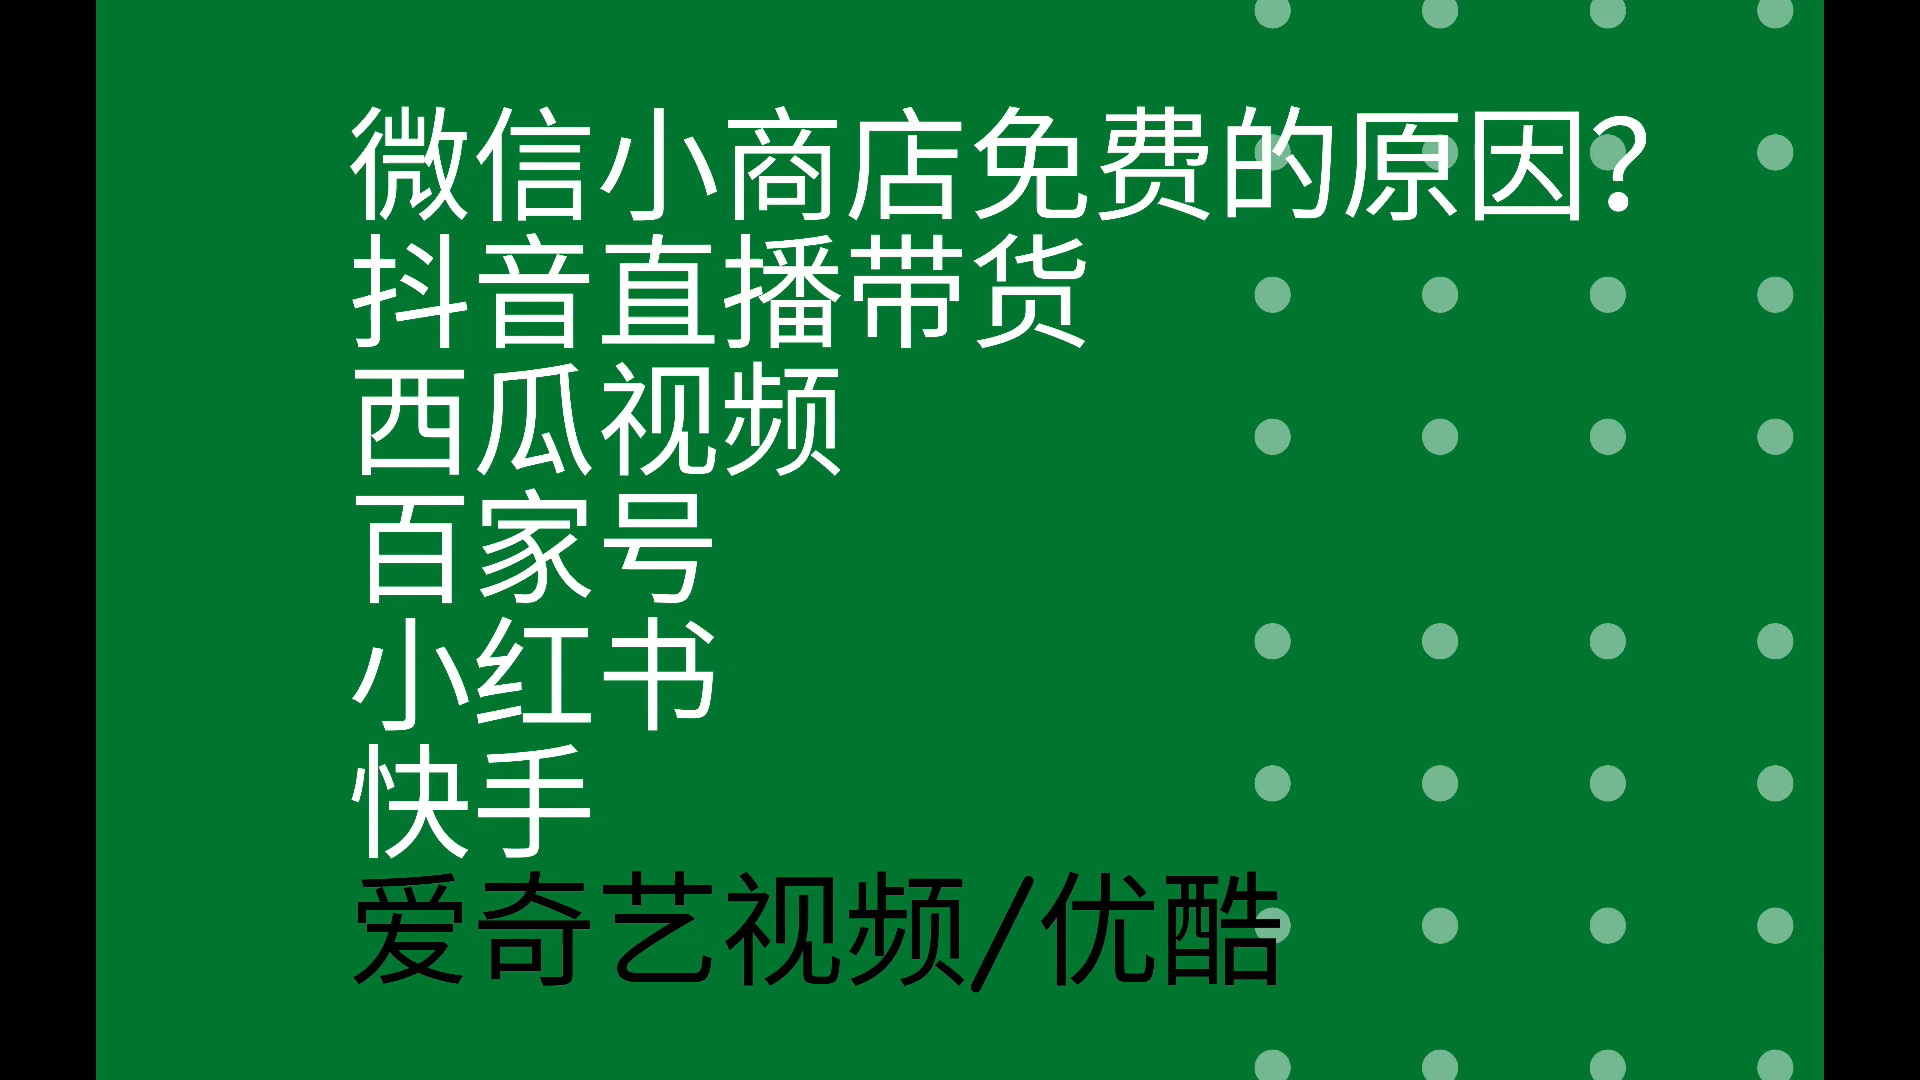 微信小商店免费的原因？
抖音直播带货
西瓜视频
百家号
小红书
快手
爱奇艺视频/优酷